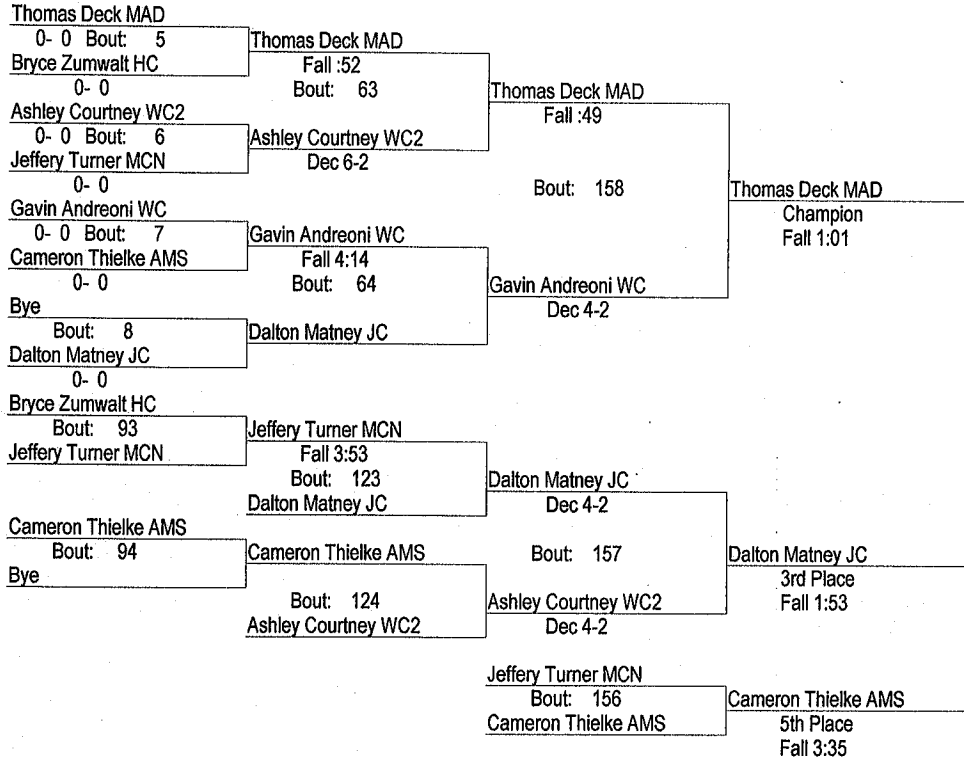 Thomas Deck MAD
0- 0 Bout: 5
Bryce Zumwalt HC
0- 0
Ashley Courtney WC2
0- 0 Bout: 6
Jeffery Turner MCN
0- 0
Gavin Andreoni WC
0- 0 Bout: 7
Cameron Thielke AMS
0- 0
Bye
Bout: 8
Dalton Matney JC
0- 0
Thomas Deck MAD
Fall :52
Bout: 63
Ashley Courtney WC2
Dec 6-2
Gavin Andreoni WC
Fall 4:14
Bout: 64
Dalton Matney JC
Thomas Deck MAD
Fall :49
Bout: 158
Gavin Andreoni WC
Dec 4-2
Thomas Deck MAD
Champion
Fall 1:01
Bryce Zumwalt HC
Bout: 93
Jeffery Turner MCN
Cameron Thielke AMS
Bout: 94
Bye
Jeffery Turner MCN
Fall 3:53
Bout: 123
Dalton Matney JC
Cameron Thielke AMS
Bout: 124
Ashley Courtney WC2
Dalton Matney JC
Dec 4-2
Bout: 157
Ashley Courtney WC2
Dec 4-2
Dalton Matney JC
3rd Place
Fall 1:53
Jeffery Turner MCN
Bout: 156
Cameron Thielke AMS
Cameron Thielke AMS
5th Place
Fall 3:35